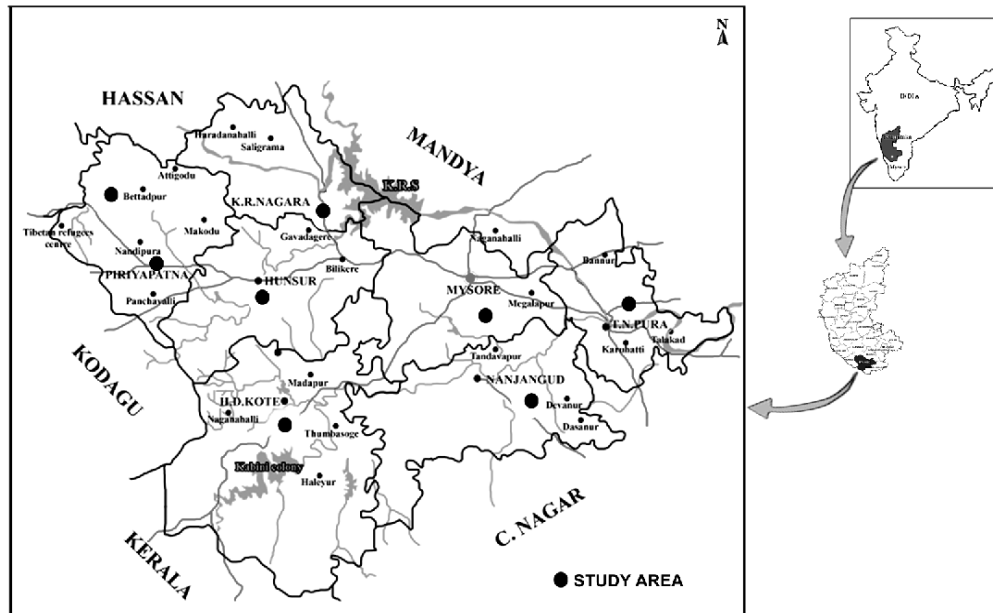 N
HASSAN
Haradanahalli
Saligrama
MANDYA
Attigodu
K.R.S
Bettadpur
K.R.NAGARA
Tibetan refugees
centre
Makodu
Gavadagere
Naganahalli
Nandipura
Bannur
PIRIYAPATNA
HUNSUR
Bilikere
MYSORE
Megalapur
Panchavalli
T.N.PURA
Talakad
Karuhatti
Tandavapur
KODAGU
Madapur
NANJANGUD
H.D.KOTE
Devanur
Naganahalli
Thumbasoge
Dasanur
Kabini colony
Haleyur
C. NAGAR
KERALA
STUDY AREA
INDIA